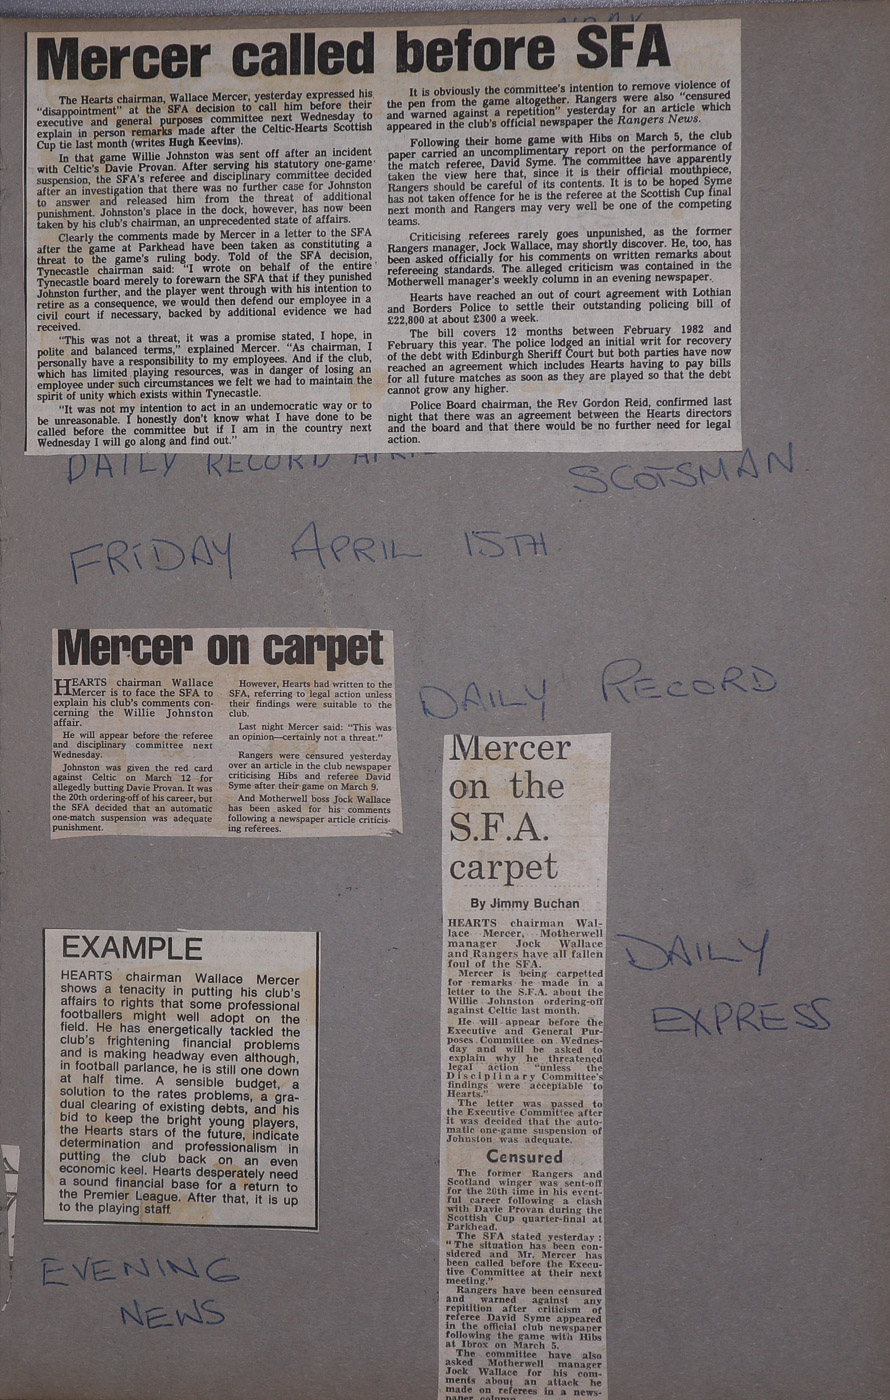 Mercer called before SFA
The Hearts chairman, Wallace Mercer, yesterday expressed his
"disappointment" at the SFA decision to call him before their
executive and general purposes committee next Wednesday to
explain in person remarks made after the Celtic-Hearts Scottish
Cup tie last month (writes Hugh Keevins).
In that game Willie Johnston was sent off after an incident
with Celtic's Davie Provan. After serving his statutory one-game
suspension, the SFA's referee and disciplinary committee decided
after an investigation that there was no further case for Johnston
to answer and released him from the threat of additional
punishment. Johnston's place in the dock, however, has now been
taken by his club's chairman, an unprecedented state of affairs.
Clearly the comments made by Mercer in a letter to the SFA
after the game at Parkhead have been taken as constituting a
threat to the game's ruling body. Told of the SFA decision,
Tynecastle chairman said: "I wrote on behalf of the entire
Tynecastle board merely to forewarn the SFA that if they punished
Johnston further, and the player went through with his intention to
retire as a consequence, we would then defend our employee in a
civil court if necessary, backed by additional evidence we had
received.
"This was not a threat, it was a promise stated, I hope, in
polite and balanced terms," explained Mercer. "As chairman, I
personally have a responsibility to my employees. And if the club,
which has limited playing resources, was in danger of losing an
employee under such circumstances we felt we had to maintain the
spirit of unity which exists within Tynecastle.
"It was not my intention to act in an undemocratic way or to
be unreasonable. I honestly don't know what I have done to be
called before the committee but if I am in the country next
Wednesday I will go along and find out."
It is obviously the committee's intention to remove violence of
the pen from the game altogether. Rangers were also "censured
and warned against a repetition" yesterday for an article which
appeared in the club's official newspaper the Rangers News.
Following their home game with Hibs on March 5, the club
paper carried an uncomplimentary report on the performance of
the match referee, David Syme. The committee have apparently
taken the view here that, since it is their official mouthpiece,
Rangers should be careful of its contents. It is to be hoped Syme
has not taken offence for he is the referee at the Scottish Cup final
next month and Rangers may very well be one of the competing
teams.
Criticising referees rarely goes unpunished, as the former
Rangers manager, Jock Wallace, may shortly discover. He, too, has
been asked officially for his comments on written remarks about
refereeing standards. The alleged criticism was contained in the
Motherwell manager's weekly column in an evening newspaper.
Hearts have reached an out of court agreement with Lothian
and Borders Police to settle their outstanding policing bill of
£22,800 at about £300 a week.
The bill covers 12 months between February 1982 and
February this year. The police lodged an initial writ for recovery
of the debt with Edinburgh Sheriff Court but both parties have now
reached an agreement which includes Hearts having to pay bills
for all future matches as soon as they are played so that the debt
cannot grow any higher.
Police Board chairman, the Rev Gordon Reid, confirmed last
night that there was an agreement between the Hearts directors
and the board and that there would be no further need for legal
action.
DAILY RECORD APRIL
SCOTSMAN.
FRIDAY APRIL 15TH.
Mercer on carpet
HEARTS chairman Wallace
Mercer is to face the SFA to
explain his club's comments con-
cerning the Willie Johnston
affair.
He will appear before the referee
and disciplinary committee next
Wednesday.
Johnston was given the red card
against Celtic on March 12 for
allegedly butting Davie Provan. It was
the 20th ordering-off of his career, but
the SFA decided that an automatic
one-match suspension was adequate
punishment.
However, Hearts had written to the
SFA, referring to legal action unless
their findings were suitable to the
club.
Last night Mercer said: "This was
an opinion—certainly not a threat."
Rangers were censured yesterday
over an article in the club newspaper
criticising Hibs and referee David
Syme after their game on March 9.
And Motherwell boss Jock Wallace
has been asked for his comments
following a newspaper article criticis-
ing referees.
DAILY RECORD
Mercer
on the
S.F.A.
carpet
By Jimmy Buchan
HEARTS chairman Wal-
lace Mercer, Motherwell
manager Jock Wallace
and Rangers have all fallen
foul of the SFA.
Mercer is being carpetted
for remarks he made in a
letter to the S.F.A. about the
Willie Johnston ordering-off
against Celtic last month.
He will appear before the
Executive and General Pur-
poses Committee on Wednes-
day and will be asked to
explain why he threatened
legal action "unless the
Disciplinary Committee's
findings were acceptable to
Hearts."
The letter was passed to
the Executive Committee after
it was decided that the auto-
matic one-game suspension of
Johnston was adequate.
Censured
The former Rangers and
Scotland winger was sent-off
for the 20th time in his event-
ful career following a clash
with Davie Provan during the
Scottish Cup quarter-final at
Parkhead.
The SFA stated yesterday:
"The situation has been con-
sidered and Mr. Mercer has
been called before the Execu-
tive Committee at their next
meeting."
Rangers have been censured
and warned against any
repitition after criticism of
referee David Syme appeared
in the official club newspaper
following the game with Hibs
at Ibrox on March 5.
The committee have also
asked Motherwell manager
Jock Wallace for his com-
ments about an attack he
made on referees in a news-
paper column.
DAILY
EXPRESS
EXAMPLE
HEARTS chairman Wallace Mercer
shows a tenacity in putting his club's
affairs to rights that some professional
footballers might well adopt on the
field. He has energetically tackled the
club's frightening financial problems
and is making headway even although,
in football parlance, he is still one down
at half time. A sensible budget, a
solution to the rates problems, a gra-
dual clearing of existing debts, and his
bid to keep the bright young players,
the Hearts stars of the future, indicate
determination and professionalism in
putting the club back on an even
economic keel. Hearts desperately need
a sound financial base for a return to
the Premier League. After that, it is up
to the playing staff.
EVENING
NEWS